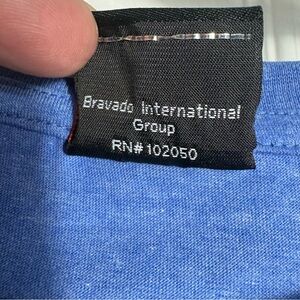 Bravado International
Group
RN# 102050